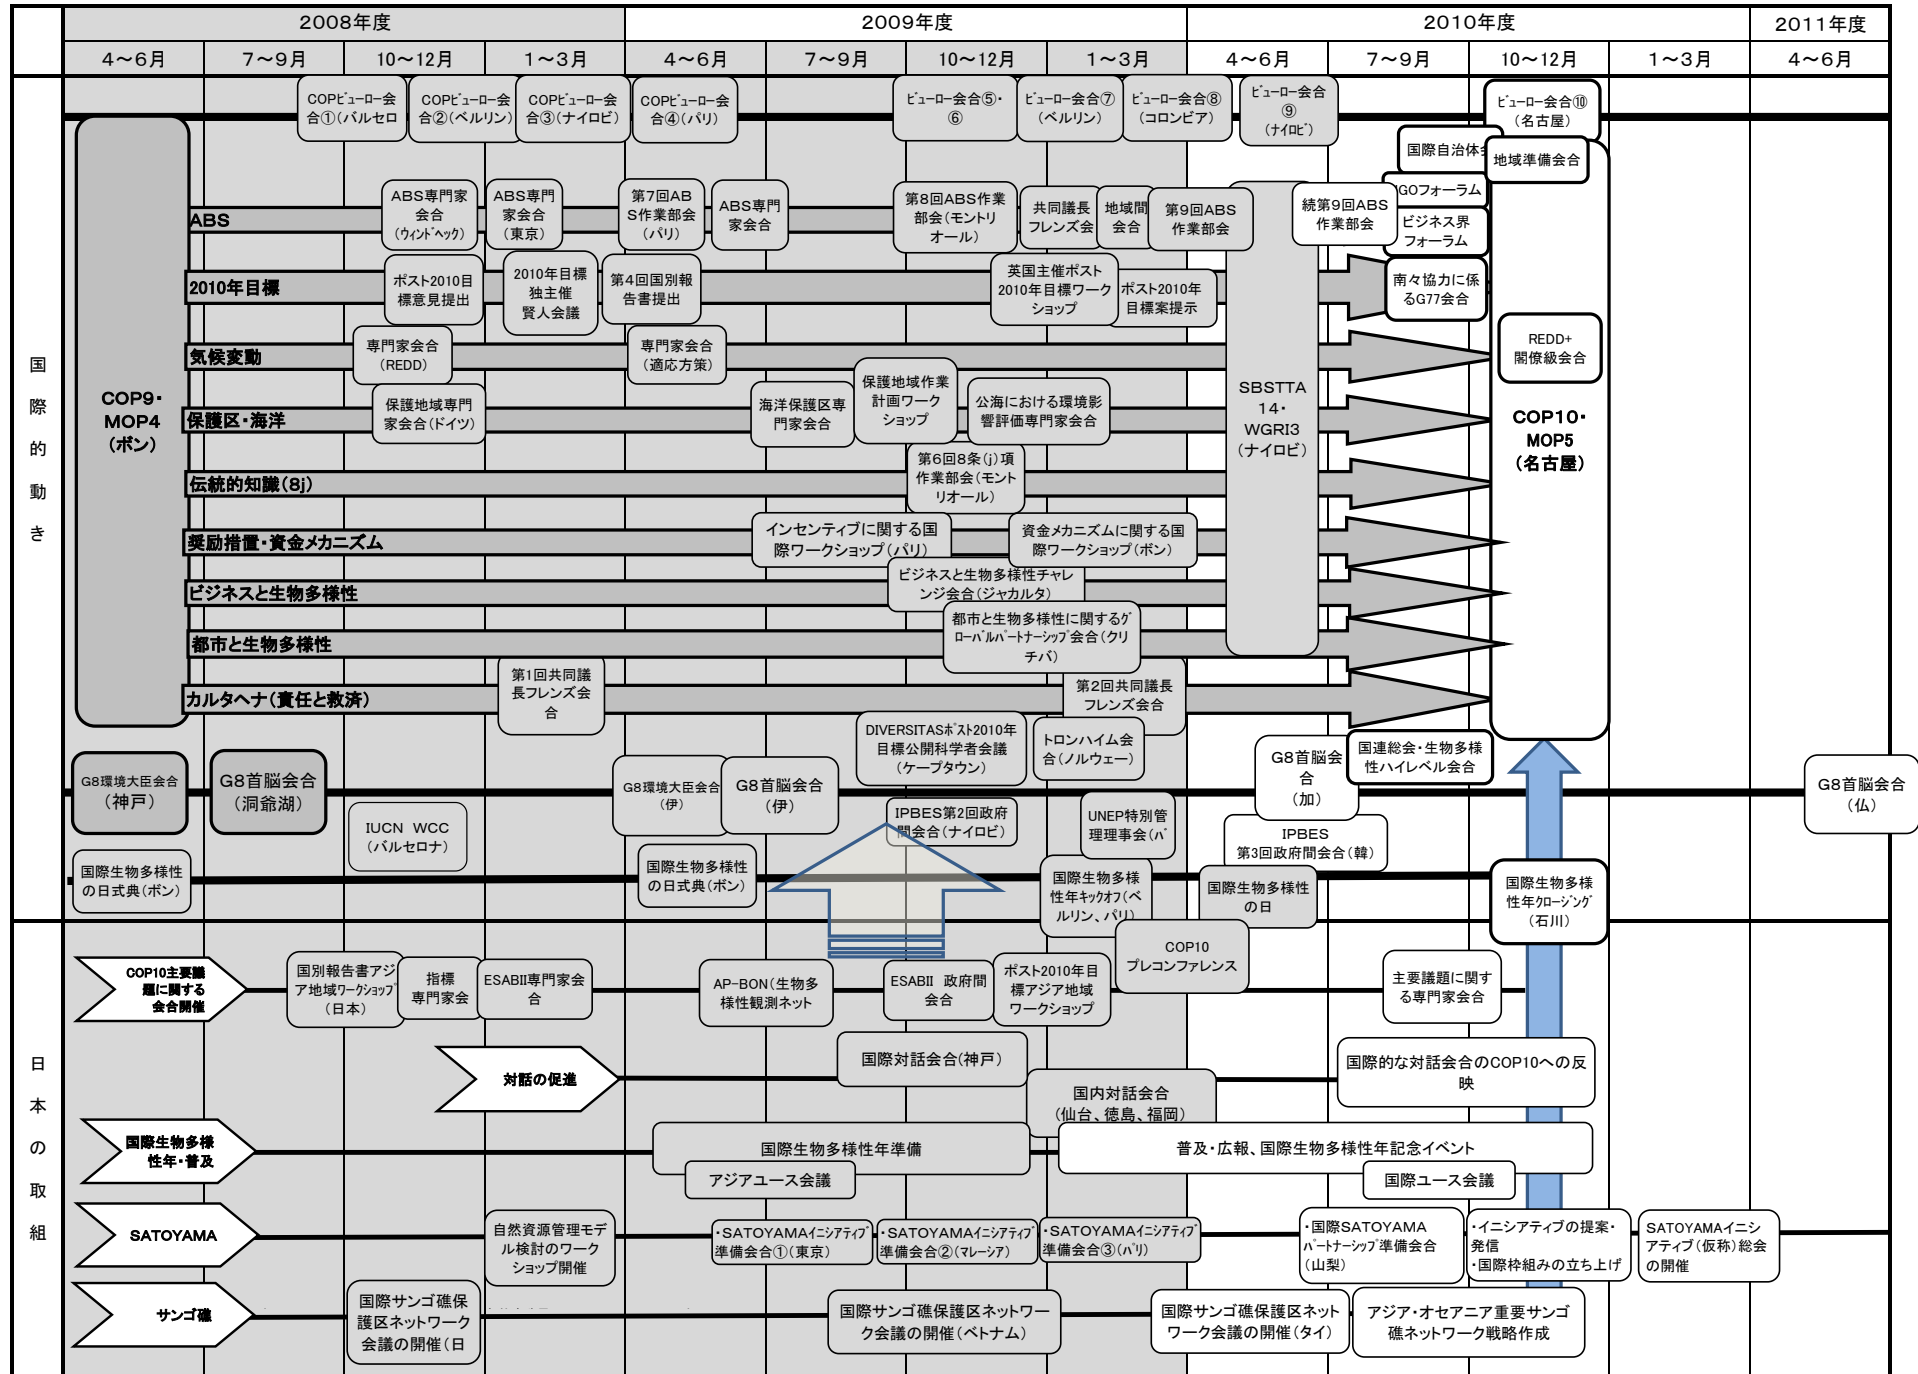 2008年度
2009年度
2010年度
2011年度
4～6月
7～9月
10～12月
1～3月
4～6月
7～9月
10～12月
1～3月
4～6月
7～9月
10～12月
1～3月
4～6月
国際的動き
COPﾋﾞｭｰﾛｰ会
合①(バルセロ
COPﾋﾞｭｰﾛｰ会
合②(ベルリン)
COPﾋﾞｭｰﾛｰ会
合③(ナイロビ)
COPﾋﾞｭｰﾛｰ会
合④(パリ)
ﾋﾞｭｰﾛｰ会合⑤・
⑥
ﾋﾞｭｰﾛｰ会合⑦
(ベルリン)
ﾋﾞｭｰﾛｰ会合⑧
(コロンビア)
ﾋﾞｭｰﾛｰ会合
⑨
(ﾅｲﾛﾋﾞ)
ﾋﾞｭｰﾛｰ会合⑩
(名古屋)
国際自治体会
地域準備会合
COP9・
MOP4
(ボン)
ABS
ABS専門家
会合
(ｳｨﾝﾄﾞﾍｯｸ)
ABS専門
家会合
(東京)
第7回AB
S作業部会
(パリ)
ABS専門
家会合
第8回ABS作業
部会(モントリ
オール)
共同議長
フレンズ会
地域間
会合
第9回ABS
作業部会
続第9回ABS
作業部会
NGOフォーラム
ビジネス界
フォーラム
2010年目標
ポスト2010目
標意見提出
2010年目標
独主催
賢人会議
第4回国別報
告書提出
英国主催ポスト
2010年目標ワーク
ショップ
ポスト2010年
目標案提示
南々協力に係
るG77会合
気候変動
専門家会合
(REDD)
専門家会合
(適応方策)
REDD+
閣僚級会合
保護区・海洋
保護地域専門
家会合(ドイツ)
海洋保護区専
門家会合
保護地域作業
計画ワーク
ショップ
公海における環境影
響評価専門家会合
SBSTTA
14・
WGRI3
(ナイロビ)
COP10・
MOP5
(名古屋)
伝統的知識(8j)
第6回8条(j)項
作業部会(モント
リオール)
奨励措置・資金メカニズム
インセンティブに関する国
際ワークショップ(パリ)
資金メカニズムに関する国
際ワークショップ(ボン)
ビジネスと生物多様性
ビジネスと生物多様性チャレ
ンジ会合(ジャカルタ)
都市と生物多様性
都市と生物多様性に関するｸﾞ
ﾛｰﾊﾞﾙﾊﾟｰﾄﾅｰｼｯﾌﾟ会合(クリ
チバ)
カルタヘナ(責任と救済)
第1回共同議
長フレンズ会
合
第2回共同議長
フレンズ会合
DIVERSITASﾎﾟｽﾄ2010年
目標公開科学者会議
(ケープタウン)
トロンハイム会
合(ノルウェー)
国連総会・生物多様
性ハイレベル会合
G8環境大臣会合
(神戸)
G8首脳会合
(洞爺湖)
G8環境大臣会合
(伊)
G8首脳会合
(伊)
G8首脳会
合
(加)
G8首脳会合
(仏)
IUCN WCC
(バルセロナ)
IPBES第2回政府
間会合(ナイロビ)
UNEP特別管
理理事会(ﾊﾞ
IPBES
第3回政府間会合(韓)
国際生物多様性
の日式典(ボン)
国際生物多様性
の日式典(ボン)
国際生物多様
性年ｷｯｸｵﾌ(ベ
ルリン、パリ)
国際生物多様性
の日
国際生物多様
性年ｸﾛｰｼﾞﾝｸﾞ
(石川)
日本の取組
COP10主要議
題に関する
会合開催
国別報告書アジ
ア地域ﾜｰｸｼｮｯﾌﾟ
(日本)
指標
専門家会
ESABII専門家会
合
AP-BON(生物多
様性観測ネット
ESABII 政府間
会合
ポスト2010年目
標アジア地域
ワークショップ
COP10
プレコンファレンス
主要議題に関す
る専門家会合
対話の促進
国際対話会合(神戸)
国内対話会合
(仙台、徳島、福岡)
国際的な対話会合のCOP10への反
映
国際生物多様
性年・普及
国際生物多様性年準備
普及・広報、国際生物多様性年記念イベント
アジアユース会議
国際ユース会議
SATOYAMA
自然資源管理モデ
ル検討のワーク
ショップ開催
・SATOYAMAｲﾆｼｱﾃｨﾌﾞ
準備会合①(東京)
・SATOYAMAｲﾆｼｱﾃｨﾌﾞ
準備会合②(ﾏﾚｰｼｱ)
・SATOYAMAｲﾆｼｱﾃｨﾌﾞ
準備会合③(ﾊﾟﾘ)
・国際SATOYAMA
ﾊﾟｰﾄﾅｰｼｯﾌﾟ準備会合
(山梨)
・イニシアティブの提案・
発信
・国際枠組みの立ち上げ
SATOYAMAイニシ
アティブ(仮称)総会
の開催
サンゴ礁
国際サンゴ礁保
護区ネットワーク
会議の開催(日
国際サンゴ礁保護区ネットワー
ク会議の開催(ベトナム)
国際サンゴ礁保護区ネット
ワーク会議の開催(タイ)
アジア・オセアニア重要サンゴ
礁ネットワーク戦略作成